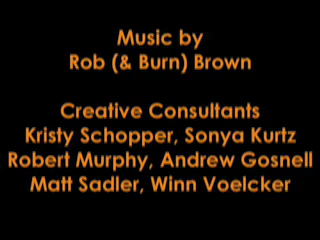 Music by
Rob (& Burn) Brown
Creative Consultants
Kristy Schopper, Sonya Kurtz
Robert Murphy, Andrew Gosnell
Matt Sadler, Winn Voelcker